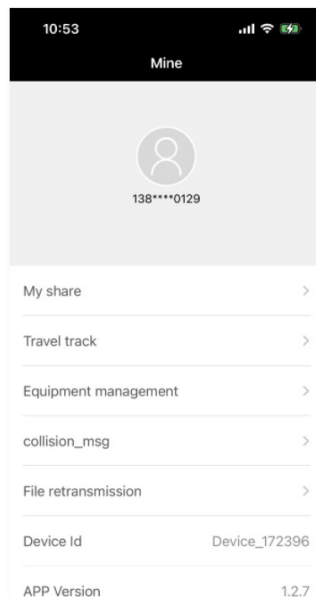 10:53
Mine
138****0129
My share
Travel track
Equipment management
collision_msg
File retransmission
Device Id Device_172396
APP Version 1.2.7